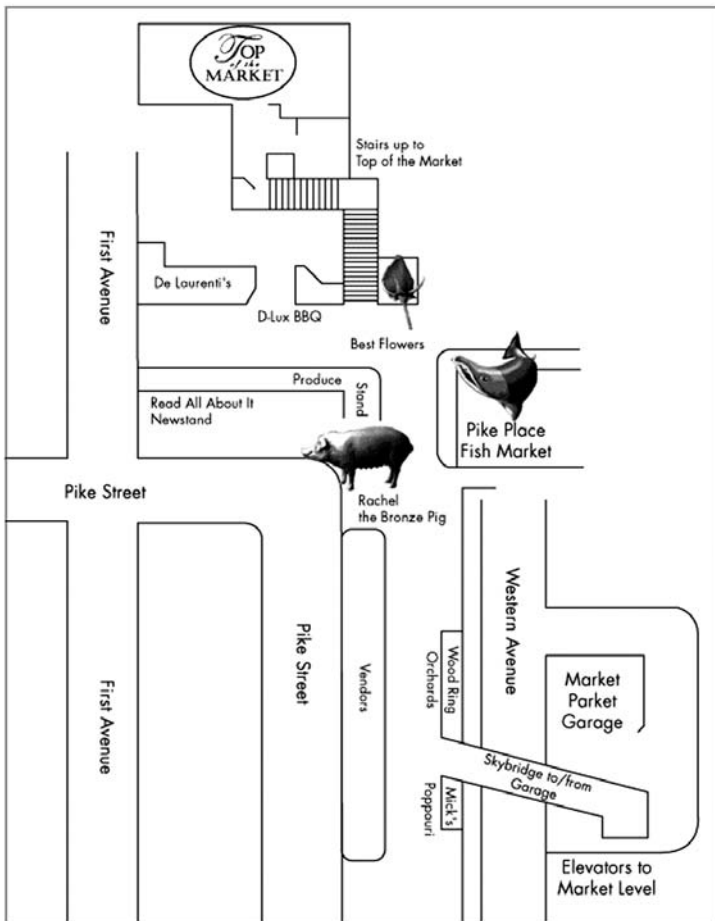 TOP
of the
MARKET
Stairs up to
Top of the Market
First Avenue
De Laurenti's
D-Lux BBQ
Best Flowers
Produce
Stand
Read All About It
Newstand
Pike Place
Fish Market
Pike Street
Rachel
the Bronze Pig
Pike Street
Vendors
Western Avenue
Wood Ring
Orchards
Market
Parket
Garage
First Avenue
Skybridge to/from
Garage
Mick's
Poppouri
Elevators to
Market Level